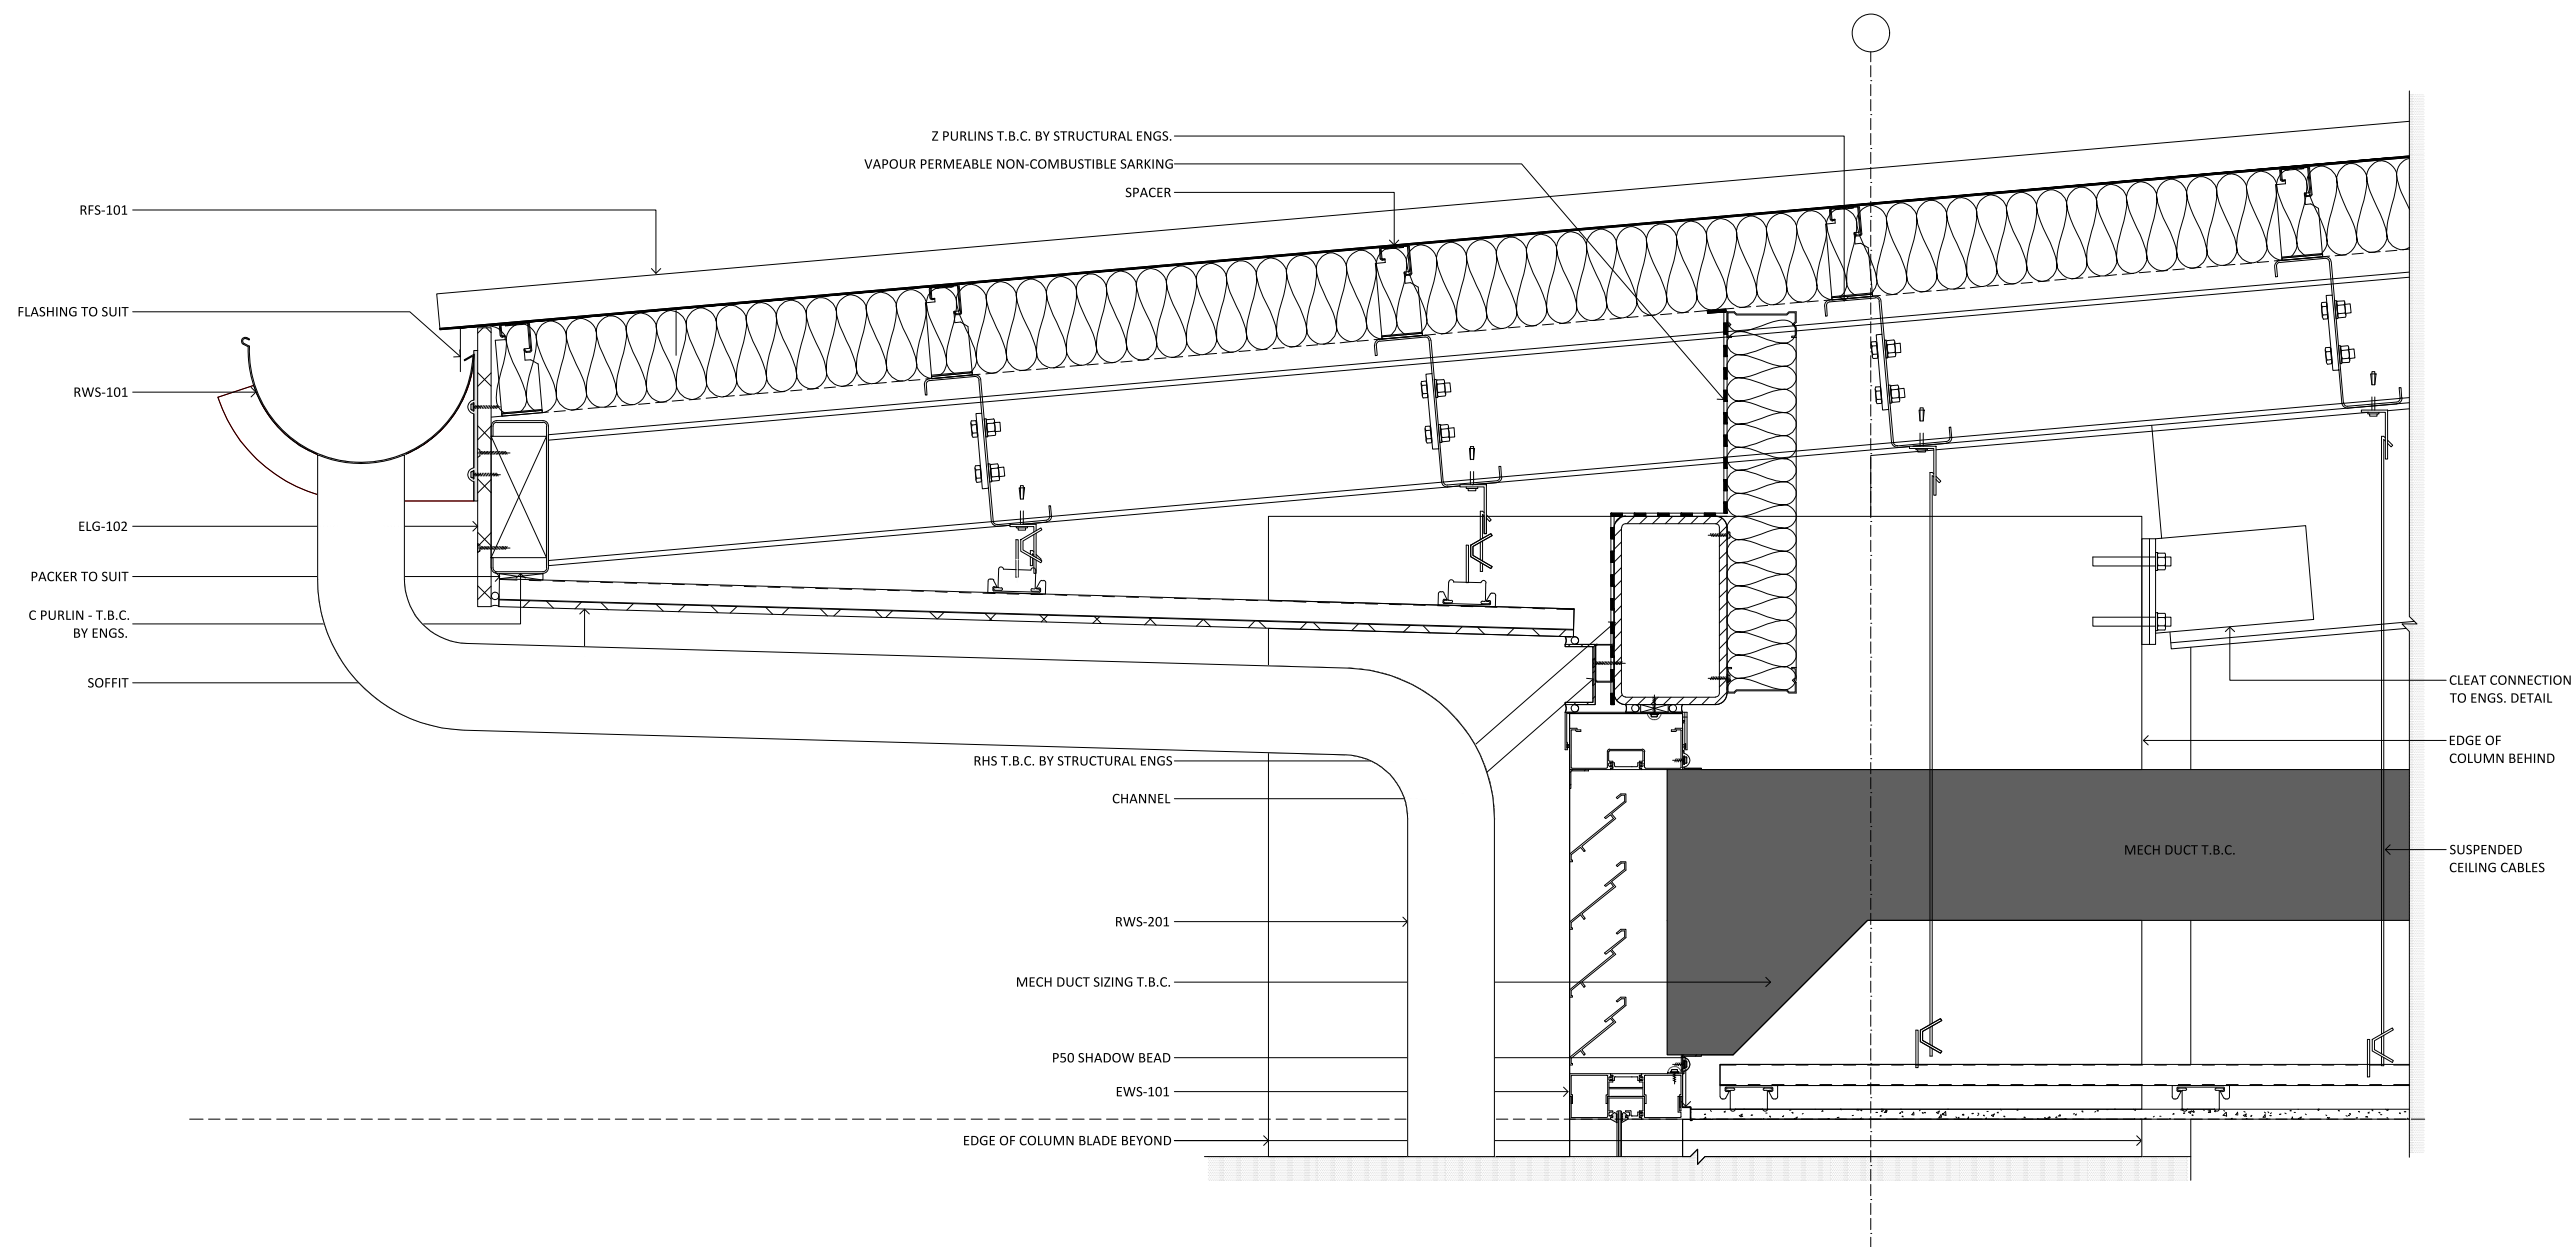 Z PURLINS T.B.C. BY STRUCTURAL ENGS.
VAPOUR PERMEABLE NON-COMBUSTIBLE SARKING
SPACER
RFS-101
FLASHING TO SUIT
RWS-101
ELG-102
PACKER TO SUIT
C PURLIN - T.B.C.
BY ENGS.
SOFFIT
RHS T.B.C. BY STRUCTURAL ENGS
CHANNEL
RWS-201
MECH DUCT SIZING T.B.C.
P50 SHADOW BEAD
EWS-101
EDGE OF COLUMN BLADE BEYOND
MECH DUCT T.B.C.
CLEAT CONNECTION
TO ENGS. DETAIL
EDGE OF
COLUMN BEHIND
SUSPENDED
CEILING CABLES